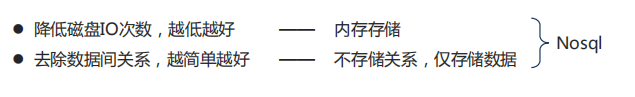 ● 降低磁盘IO次数，越低越好 —— 内存存储
● 去除数据间关系，越简单越好 —— 不存储关系，仅存储数据
Nosql